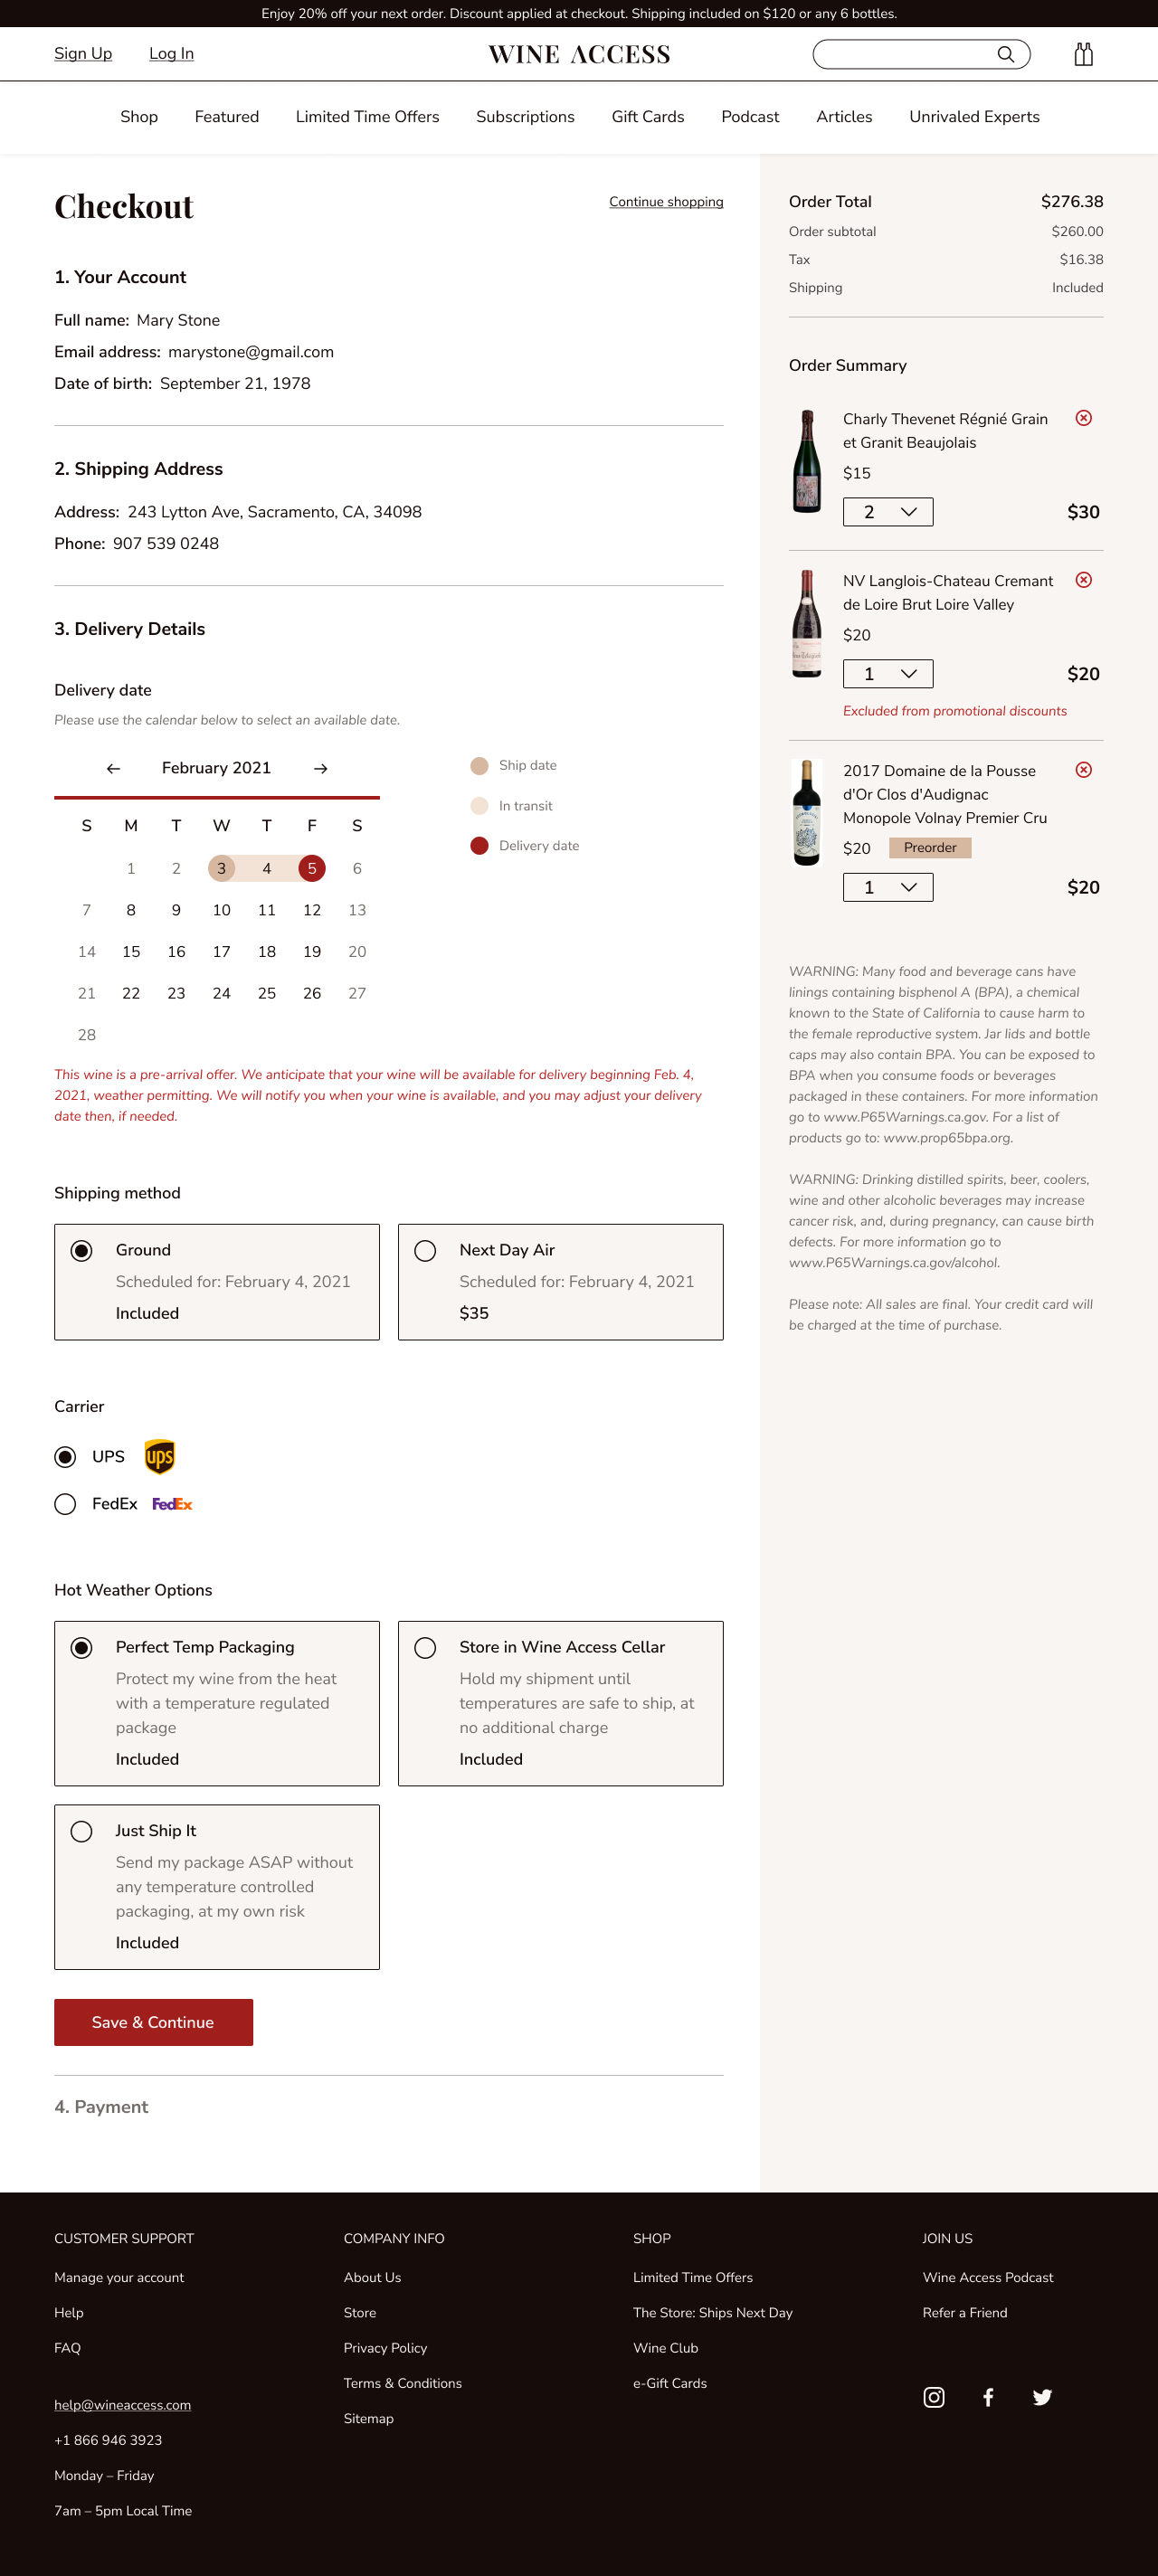 Enjoy 20% off your next order. Discount applied at checkout. Shipping included on $120 or any 6 bottles.
Sign Up Log In WINE ACCESS
Shop Featured Limited Time Offers Subscriptions Gift Cards Podcast Articles Unrivaled Experts
Checkout
Continue shopping
1. Your Account
Full name: Mary Stone
Email address: marystone@gmail.com
Date of birth: September 21, 1978
2. Shipping Address
Address: 243 Lytton Ave, Sacramento, CA, 34098
Phone: 907 539 0248
3. Delivery Details
Delivery date
Please use the calendar below to select an available date.
February 2021
S M T W T F S
1 2 3 4 5 6
7 8 9 10 11 12 13
14 15 16 17 18 19 20
21 22 23 24 25 26 27
28
Ship date
In transit
Delivery date
This wine is a pre-arrival offer. We anticipate that your wine will be available for delivery beginning Feb. 4,
2021, weather permitting. We will notify you when your wine is available, and you may adjust your delivery
date then, if needed.
Shipping method
Ground
Scheduled for: February 4, 2021
Included
Next Day Air
Scheduled for: February 4, 2021
$35
Carrier
UPS ups
FedEx FedEx
Hot Weather Options
Perfect Temp Packaging
Protect my wine from the heat
with a temperature regulated
package
Included
Store in Wine Access Cellar
Hold my shipment until
temperatures are safe to ship, at
no additional charge
Included
Just Ship It
Send my package ASAP without
any temperature controlled
packaging, at my own risk
Included
Save & Continue
4. Payment
Order Total $276.38
Order subtotal $260.00
Tax $16.38
Shipping Included
Order Summary
Charly Thevenet Régnié Grain
et Granit Beaujolais
$15
2 $30
NV Langlois-Chateau Cremant
de Loire Brut Loire Valley
$20
1 $20
Excluded from promotional discounts
2017 Domaine de la Pousse
d'Or Clos d'Audignac
Monopole Volnay Premier Cru
$20 Preorder
1 $20
WARNING: Many food and beverage cans have
linings containing bisphenol A (BPA), a chemical
known to the State of California to cause harm to
the female reproductive system. Jar lids and bottle
caps may also contain BPA. You can be exposed to
BPA when you consume foods or beverages
packaged in these containers. For more information
go to www.P65Warnings.ca.gov. For a list of
products go to: www.prop65bpa.org.
WARNING: Drinking distilled spirits, beer, coolers,
wine and other alcoholic beverages may increase
cancer risk, and, during pregnancy, can cause birth
defects. For more information go to
www.P65Warnings.ca.gov/alcohol.
Please note: All sales are final. Your credit card will
be charged at the time of purchase.
CUSTOMER SUPPORT
Manage your account
Help
FAQ
help@wineaccess.com
+1 866 946 3923
Monday – Friday
7am – 5pm Local Time
COMPANY INFO
About Us
Store
Privacy Policy
Terms & Conditions
Sitemap
SHOP
Limited Time Offers
The Store: Ships Next Day
Wine Club
e-Gift Cards
JOIN US
Wine Access Podcast
Refer a Friend